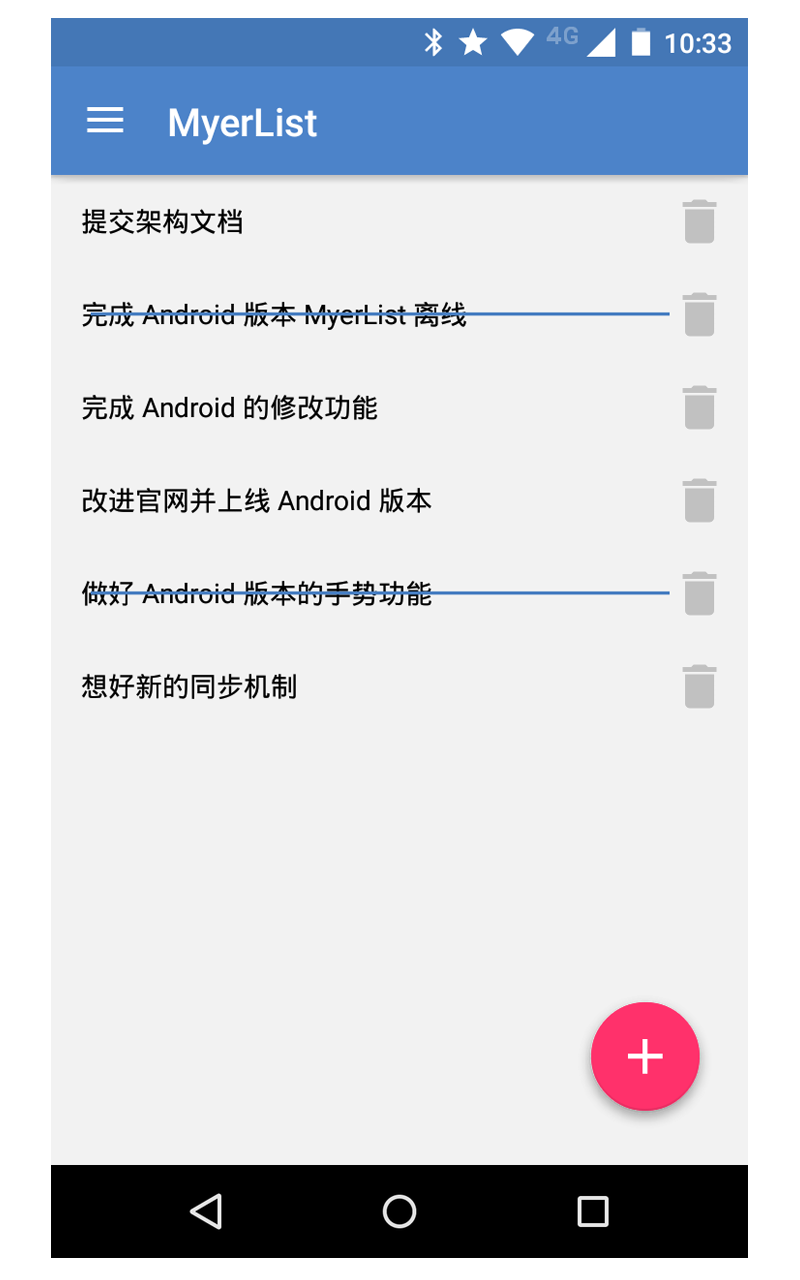 4G 10:33
MyerList
提交架构文档
完成 Android 版本 MyerList 离线
完成 Android 的修改功能
改进官网并上线 Android 版本
做好 Android 版本的手势功能
想好新的同步机制